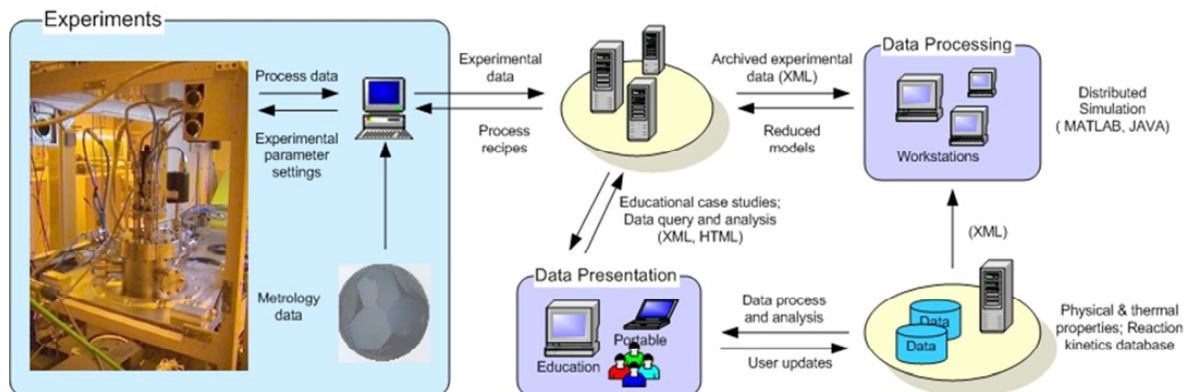 Experiments
Process data
Experimental
parameter
settings
Metrology
data
Experimental
data
Process
recipes
Archived experimental
data (XML)
Reduced
models
Data Processing
Workstations
Distributed
Simulation
( MATLAB, JAVA)
Educational case studies;
Data query and analysis
(XML, HTML)
(XML)
Data Presentation
Portable
Education
Data process
and analysis
User updates
Data
Data
Physical & thermal
properties; Reaction
kinetics database